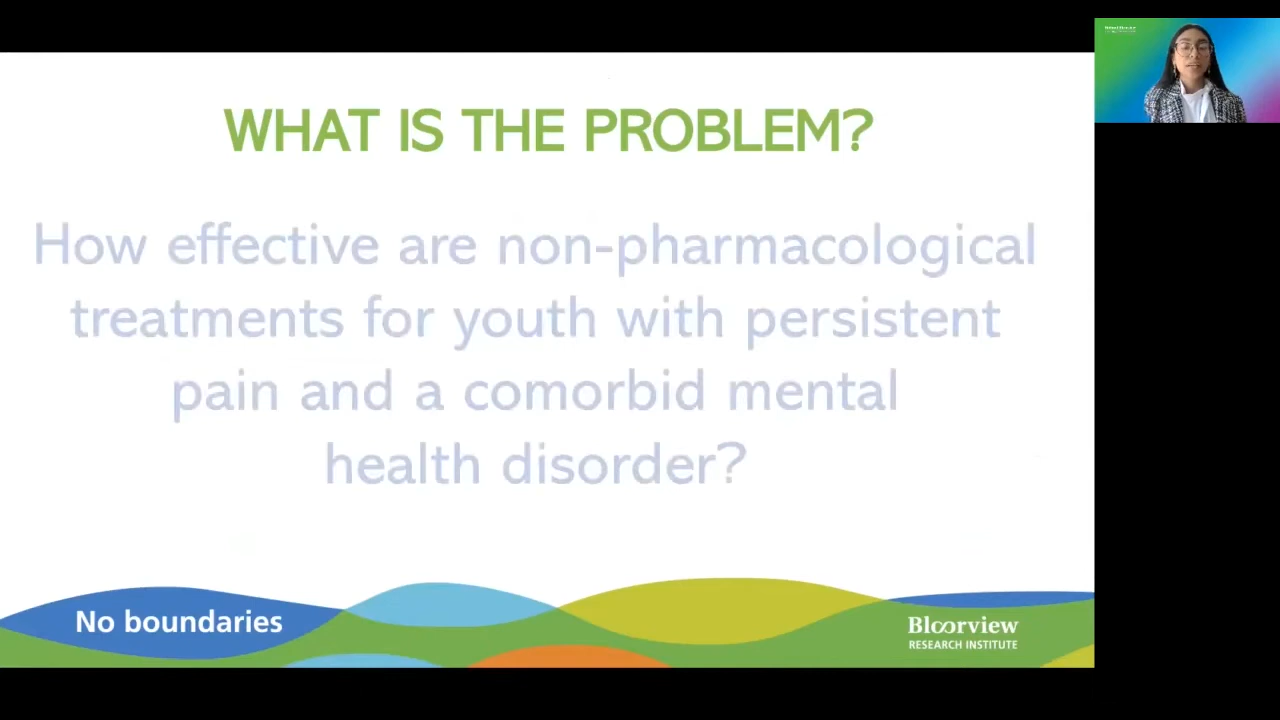 WHAT IS THE PROBLEM?
How effective are non-pharmacological
treatments for youth with persistent
pain and a comorbid mental
health disorder?
No boundaries
Bloorview
RESEARCH INSTITUTE